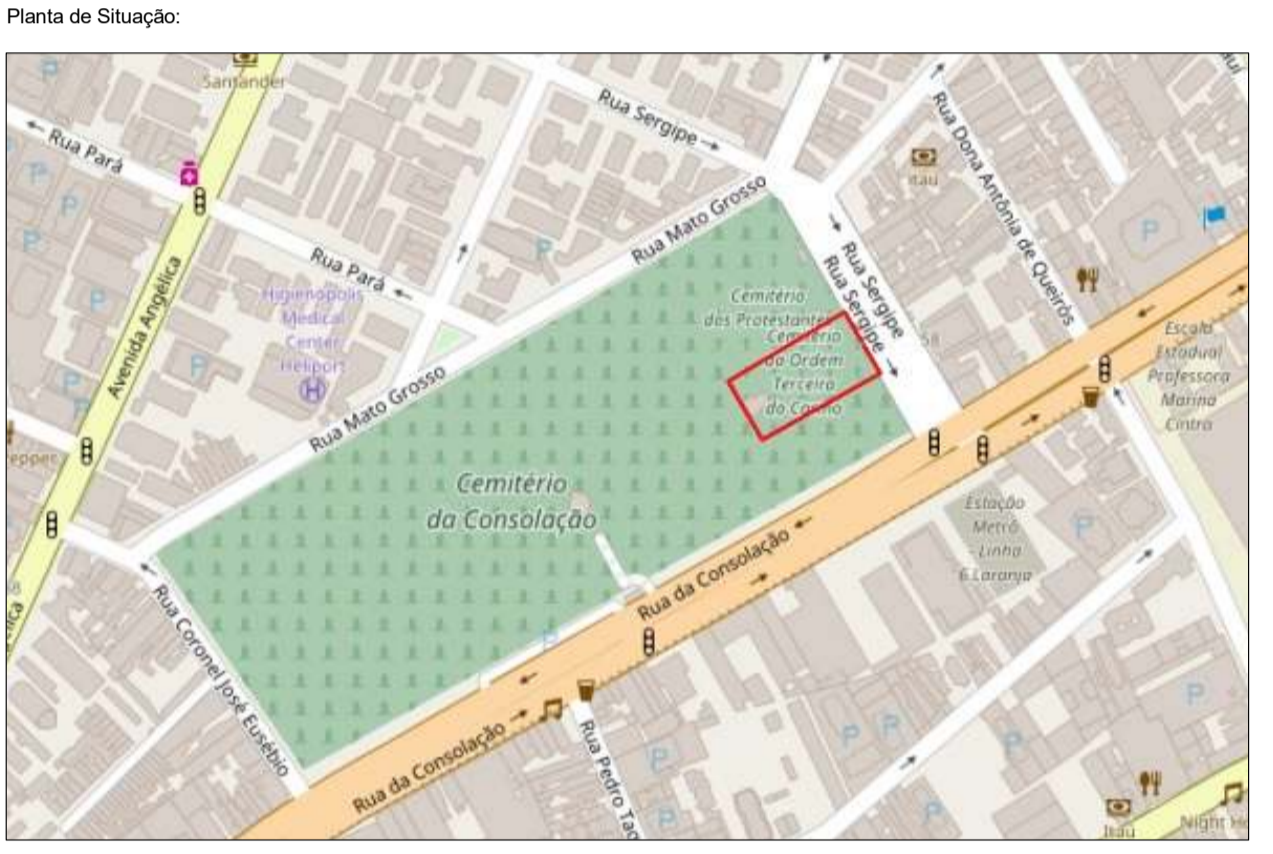 Planta de Situação:
Santander
Rua Sergipe
Rua Pará
Rua Dona Antônia de Queirós
Itaú
Rua Mato Grosso
Rua Pará
Avenida Angélica
Higienópolis
Medical
Center
Heliport
H
Rua Sergipe
Rua Sergipe
Cemitério
dos Protestantes
Cemitério
da Ordem
Terceira
do Carmo
Escola
Estadual
Professora
Marina
Cintra
Rua Mato Grosso
Cemitério
da Consolação
Estação
Metrô
- Linha
6 Laranja
Rua da Consolação
Rua Coronel José Eusébio
Rua da Consolação
Rua Pedro Taq
Itaú
Night
P